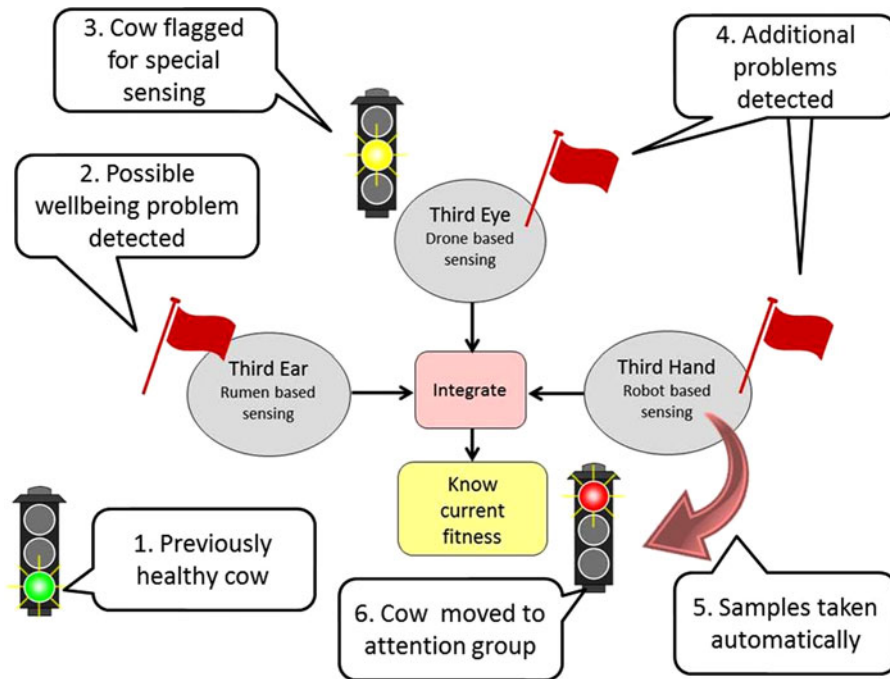 3. Cow flagged
for special
sensing
4. Additional
problems
detected
2. Possible
wellbeing problem
detected
Third Eye
Drone based
sensing
Third Ear
Rumen based
sensing
Integrate
Third Hand
Robot based
sensing
Know
current
fitness
1. Previously
healthy cow
6. Cow moved to
attention group
5. Samples taken
automatically